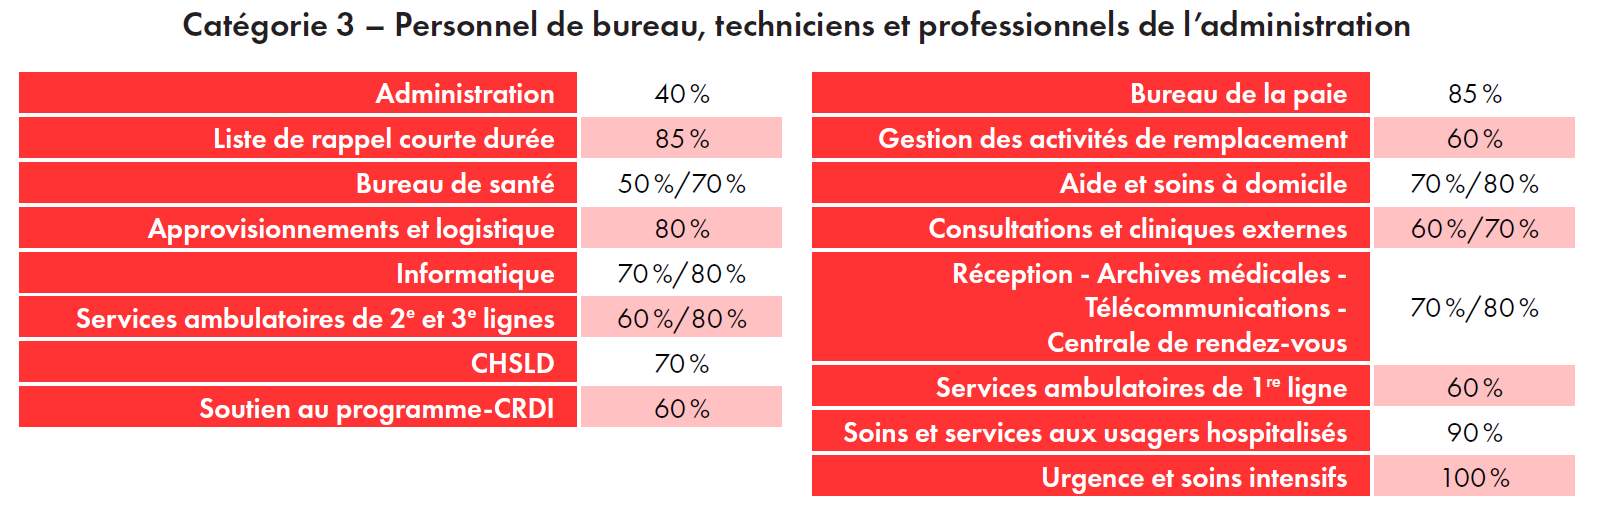 Catégorie 3 – Personnel de bureau, techniciens et professionnels de l’administration
Administration 40 %
Liste de rappel courte durée 85 %
Bureau de santé 50 %/70 %
Approvisionnements et logistique 80 %
Informatique 70 %/80 %
Services ambulatoires de 2e et 3e lignes 60 %/80 %
CHSLD 70 %
Soutien au programme-CRDI 60 %
Bureau de la paie 85 %
Gestion des activités de remplacement 60 %
Aide et soins à domicile 70 %/80 %
Consultations et cliniques externes 60 %/70 %
Réception - Archives médicales -
Télécommunications - 70 %/80 %
Centrale de rendez-vous
Services ambulatoires de 1re ligne 60 %
Soins et services aux usagers hospitalisés 90 %
Urgence et soins intensifs 100 %